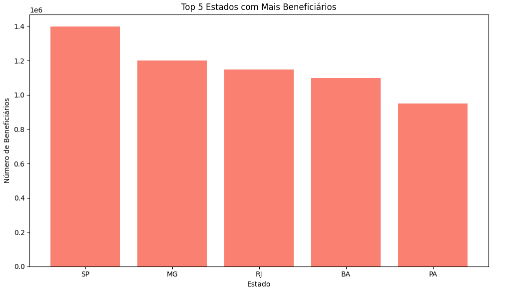 Top 5 Estados com Mais Beneficiários
1e6
1.4
1.2
1.0
0.8
0.6
0.4
0.2
0.0
Número de Beneficiários
SP MG RJ BA PA
Estado